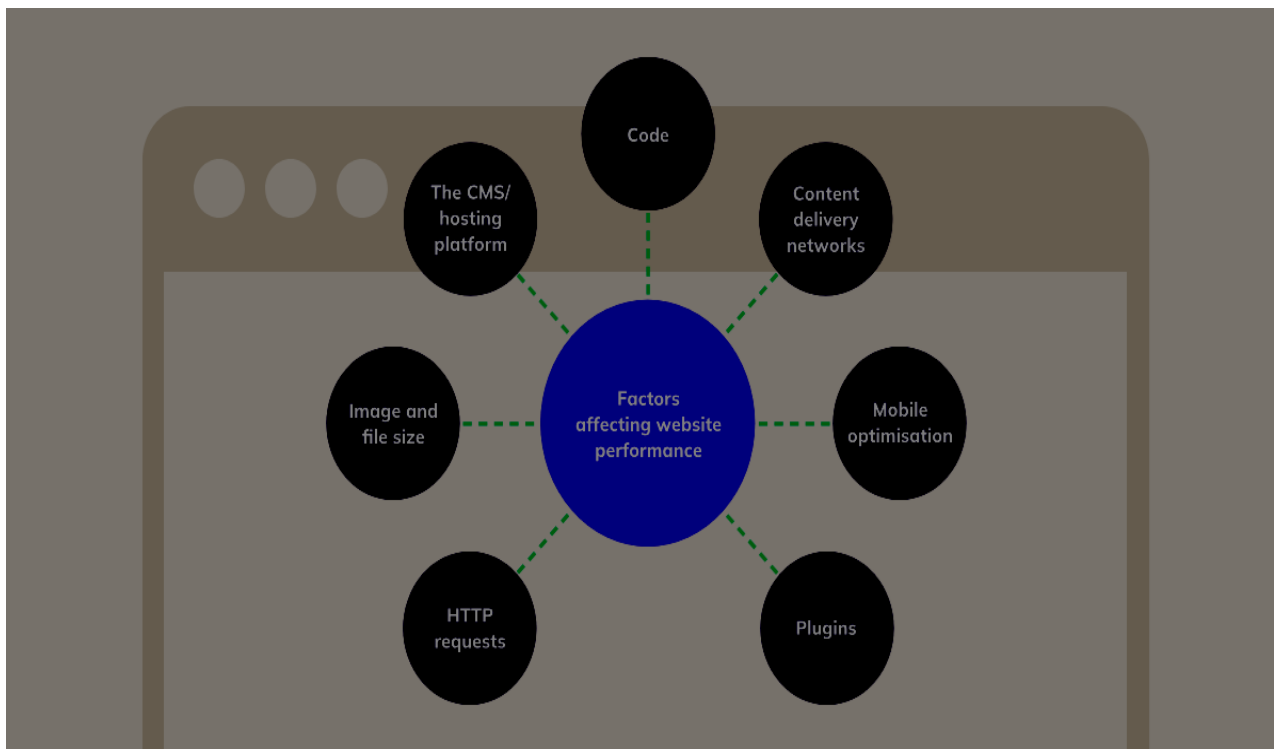 Code
The CMS/
hosting
platform
Content
delivery
networks
Image and
file size
Factors
affecting website
performance
Mobile
optimisation
HTTP
requests
Plugins